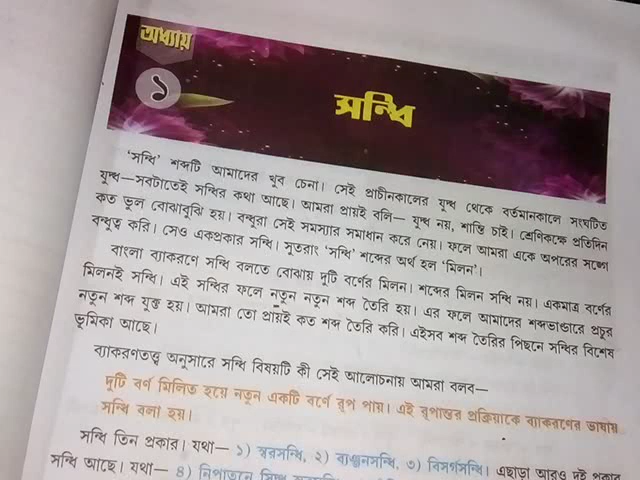 অধ্যায়
১
সন্ধি
‘সন্ধি’ শব্দটি আমাদের খুব চেনা। সেই প্রাচীনকালের যুদ্ধ থেকে বর্তমানকালে সংঘটিত
যুদ্ধ—সবটাতেই সন্ধির কথা আছে। আমরা প্রায়ই বলি— যুদ্ধ নয়, শান্তি চাই। শ্রেণিকক্ষে প্রতিদিন
কত ভুল বোঝাবুঝি হয়। বন্ধুরা সেই সমস্যার সমাধান করে নেয়। ফলে আমরা একে অপরের সঙ্গে
বন্ধুত্ব করি। সেও একপ্রকার সন্ধি। সুতরাং ‘সন্ধি’ শব্দের অর্থ হল ‘মিলন’।
বাংলা ব্যাকরণে সন্ধি বলতে বোঝায় দুটি বর্ণের মিলন। শব্দের মিলন সন্ধি নয়। একমাত্র বর্ণের
মিলনই সন্ধি। এই সন্ধির ফলে নতুন নতুন শব্দ তৈরি হয়। এর ফলে আমাদের শব্দভাণ্ডারে প্রচুর
নতুন শব্দ যুক্ত হয়। আমরা তো প্রায়ই কত শব্দ তৈরি করি। এইসব শব্দ তৈরির পিছনে সন্ধির বিশেষ
ভূমিকা আছে।
ব্যাকরণতত্ত্ব অনুসারে সন্ধি বিষয়টি কী সেই আলোচনায় আমরা বলব—
দুটি বর্ণ মিলিত হয়ে নতুন একটি বর্ণে রূপ পায়। এই রূপান্তর প্রক্রিয়াকে ব্যাকরণের ভাষায়
সন্ধি বলা হয়।
সন্ধি তিন প্রকার। যথা— ১) স্বরসন্ধি, ২) ব্যঞ্জনসন্ধি, ৩) বিসর্গসন্ধি। এছাড়া আরও দুই প্রকার
সন্ধি আছে। যথা— ৪) নিপাতনে সিদ্ধ